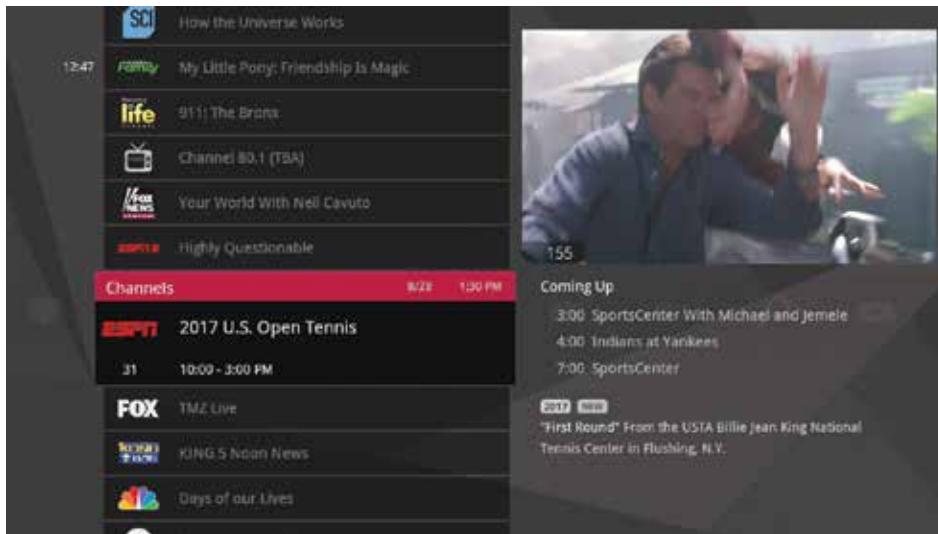 SCI
How the Universe Works
12:47
Family
My Little Pony: Friendship Is Magic
life
911: The Bronx
Channel 80.1 (TBA)
FOX
NEWS
Your World With Neil Cavuto
ESPN2
Highly Questionable
155
Channels
8/28
1:30 PM
ESPN
2017 U.S. Open Tennis
31
10:00 - 3:00 PM
Coming Up
3:00 SportsCenter With Michael and Jemele
4:00 Indians at Yankees
7:00 SportsCenter
2017 NEW
"First Round" From the USTA Billie Jean King National
Tennis Center in Flushing, N.Y.
FOX
TMZ Live
KING 5 Noon News
Days of our Lives